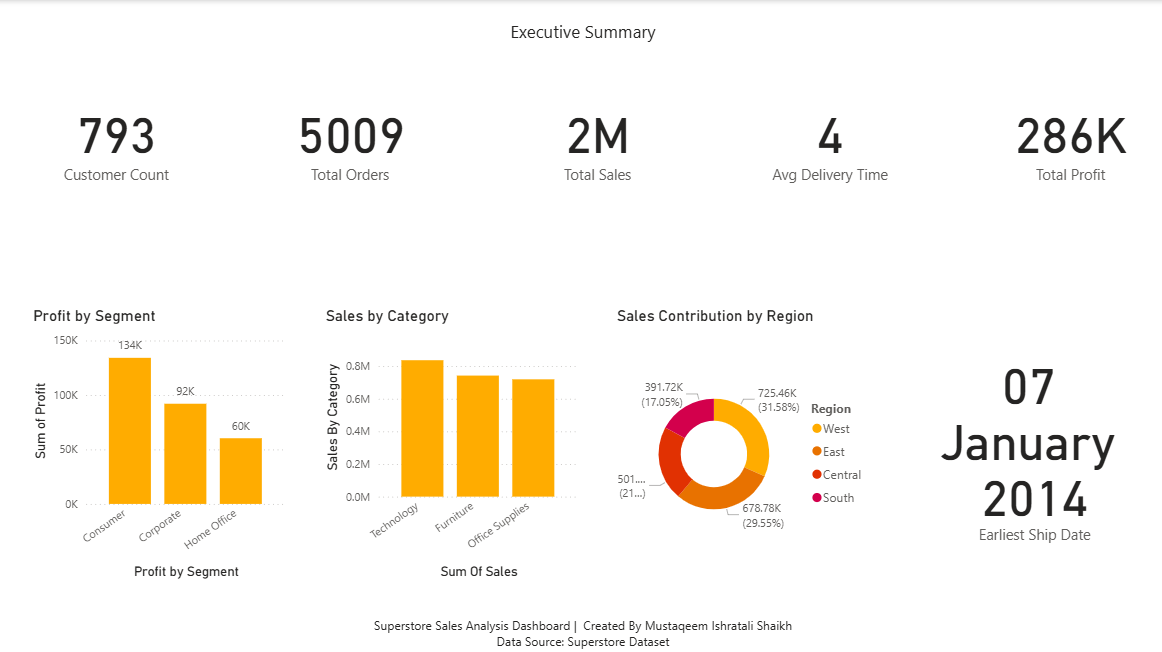 Executive Summary
793
Customer Count
5009
Total Orders
2M
Total Sales
4
Avg Delivery Time
286K
Total Profit
Profit by Segment
Sum of Profit
150K
100K
50K
0K
134K
92K
60K
Consumer
Corporate
Home Office
Profit by Segment
Sales by Category
Sales By Category
0.8M
0.6M
0.4M
0.2M
0.0M
Technology
Furniture
Office Supplies
Sum Of Sales
Sales Contribution by Region
391.72K
(17.05%)
725.46K
(31.58%)
501....
(21...)
678.78K
(29.55%)
Region
West
East
Central
South
07
January
2014
Earliest Ship Date
Superstore Sales Analysis Dashboard | Created By Mustaqeem Ishratali Shaikh
Data Source: Superstore Dataset